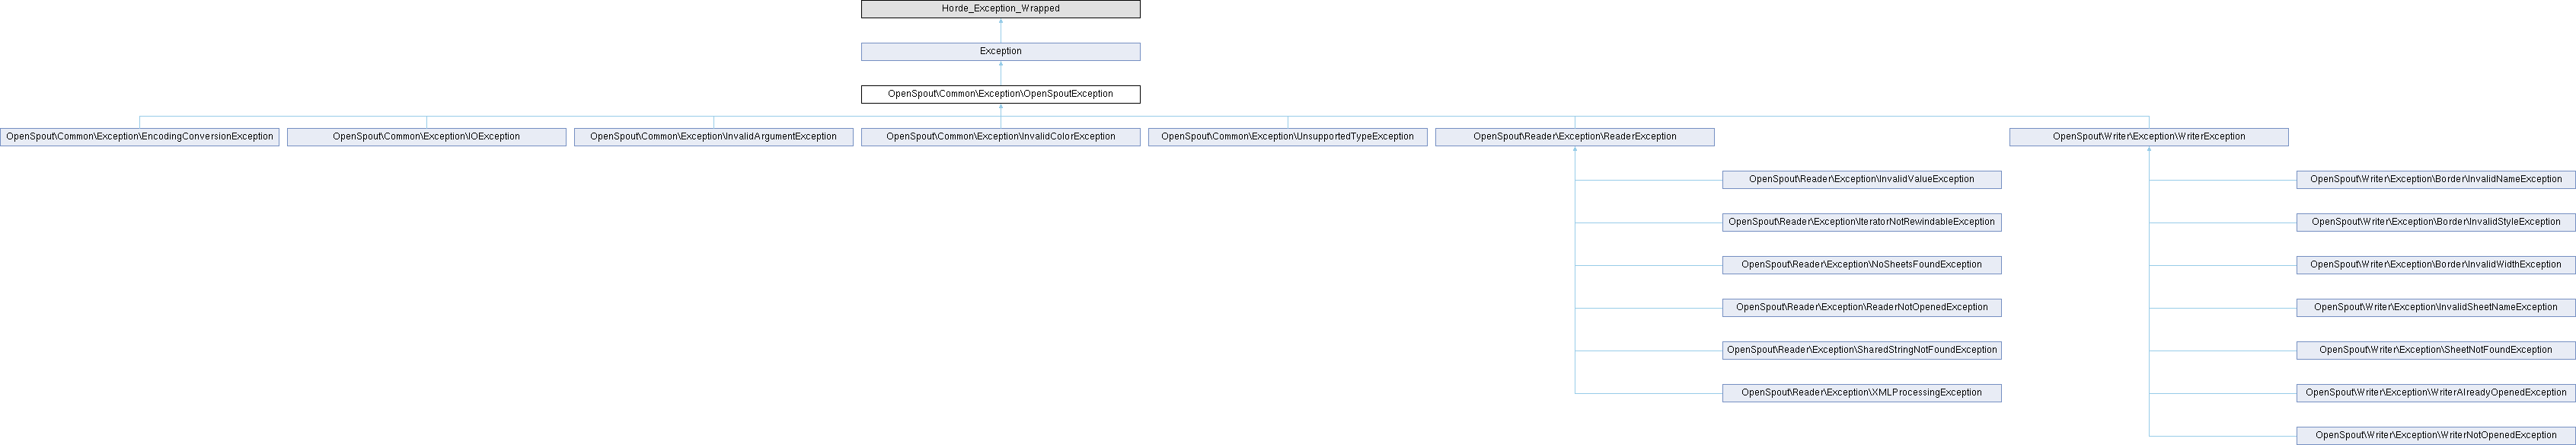 Horde_Exception_Wrapped
Exception
OpenSpout\Common\Exception\OpenSpoutException
OpenSpout\Common\Exception\EncodingConversionException
OpenSpout\Common\Exception\IOException
OpenSpout\Common\Exception\InvalidArgumentException
OpenSpout\Common\Exception\InvalidColorException
OpenSpout\Common\Exception\UnsupportedTypeException
OpenSpout\Reader\Exception\ReaderException
OpenSpout\Writer\Exception\WriterException
OpenSpout\Reader\Exception\InvalidValueException
OpenSpout\Reader\Exception\IteratorNotRewindableException
OpenSpout\Reader\Exception\NoSheetsFoundException
OpenSpout\Reader\Exception\ReaderNotOpenedException
OpenSpout\Reader\Exception\SharedStringNotFoundException
OpenSpout\Reader\Exception\XMLProcessingException
OpenSpout\Writer\Exception\Border\InvalidNameException
OpenSpout\Writer\Exception\Border\InvalidStyleException
OpenSpout\Writer\Exception\Border\InvalidWidthException
OpenSpout\Writer\Exception\InvalidSheetNameException
OpenSpout\Writer\Exception\SheetNotFoundException
OpenSpout\Writer\Exception\WriterAlreadyOpenedException
OpenSpout\Writer\Exception\WriterNotOpenedException